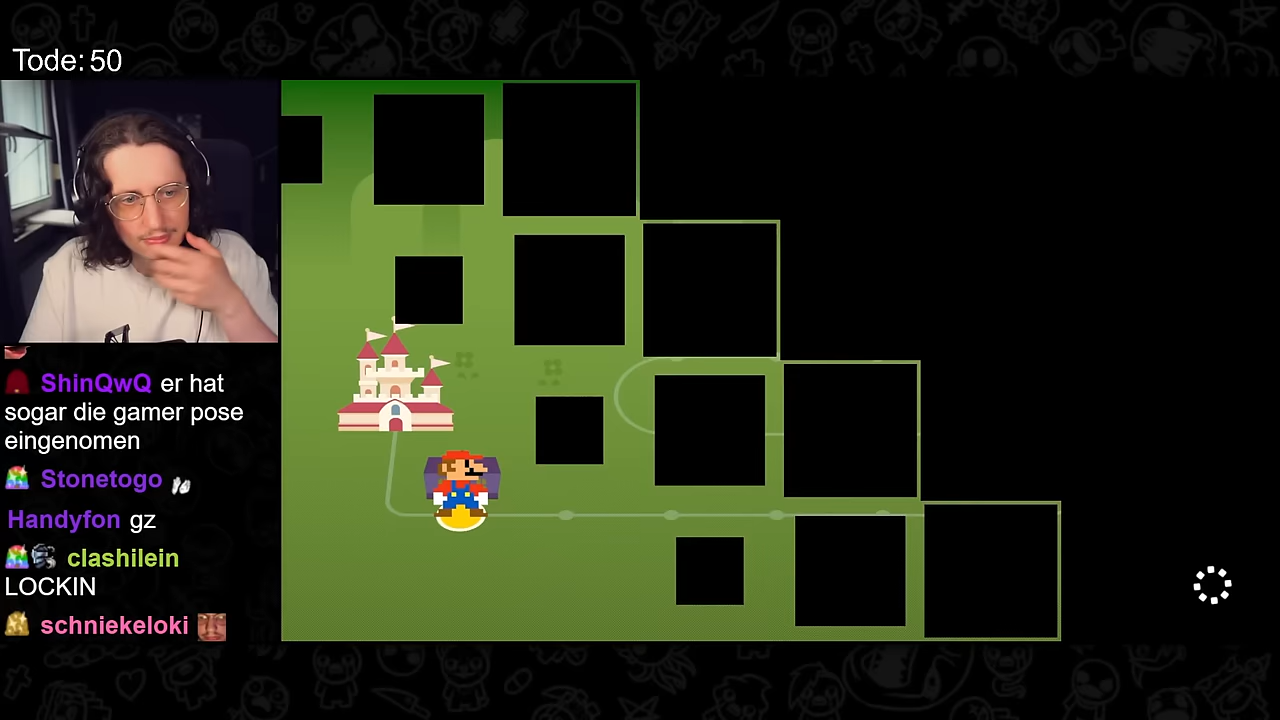 Tode: 50
ShinQwQ er hat
sogar die gamer pose
eingenomen
Stonetogo
Handyfon gz
clashilein
LOCKIN
schniekeloki